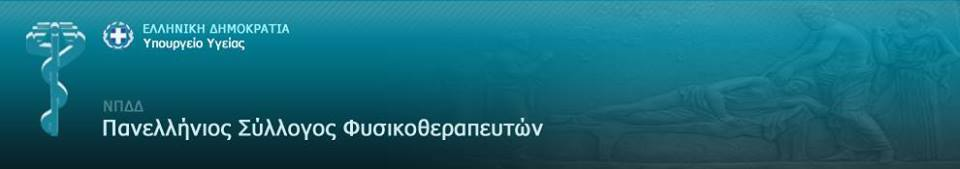 ΕΛΛΗΝΙΚΗ ΔΗΜΟΚΡΑΤΙΑ
Υπουργείο Υγείας
ΝΠΔΔ
Πανελλήνιος Σύλλογος Φυσικοθεραπευτών